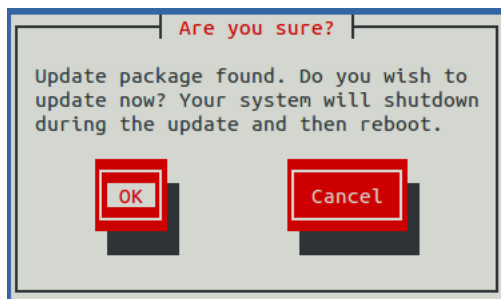 Are you sure?
Update package found. Do you wish to
update now? Your system will shutdown
during the update and then reboot.
OK
Cancel